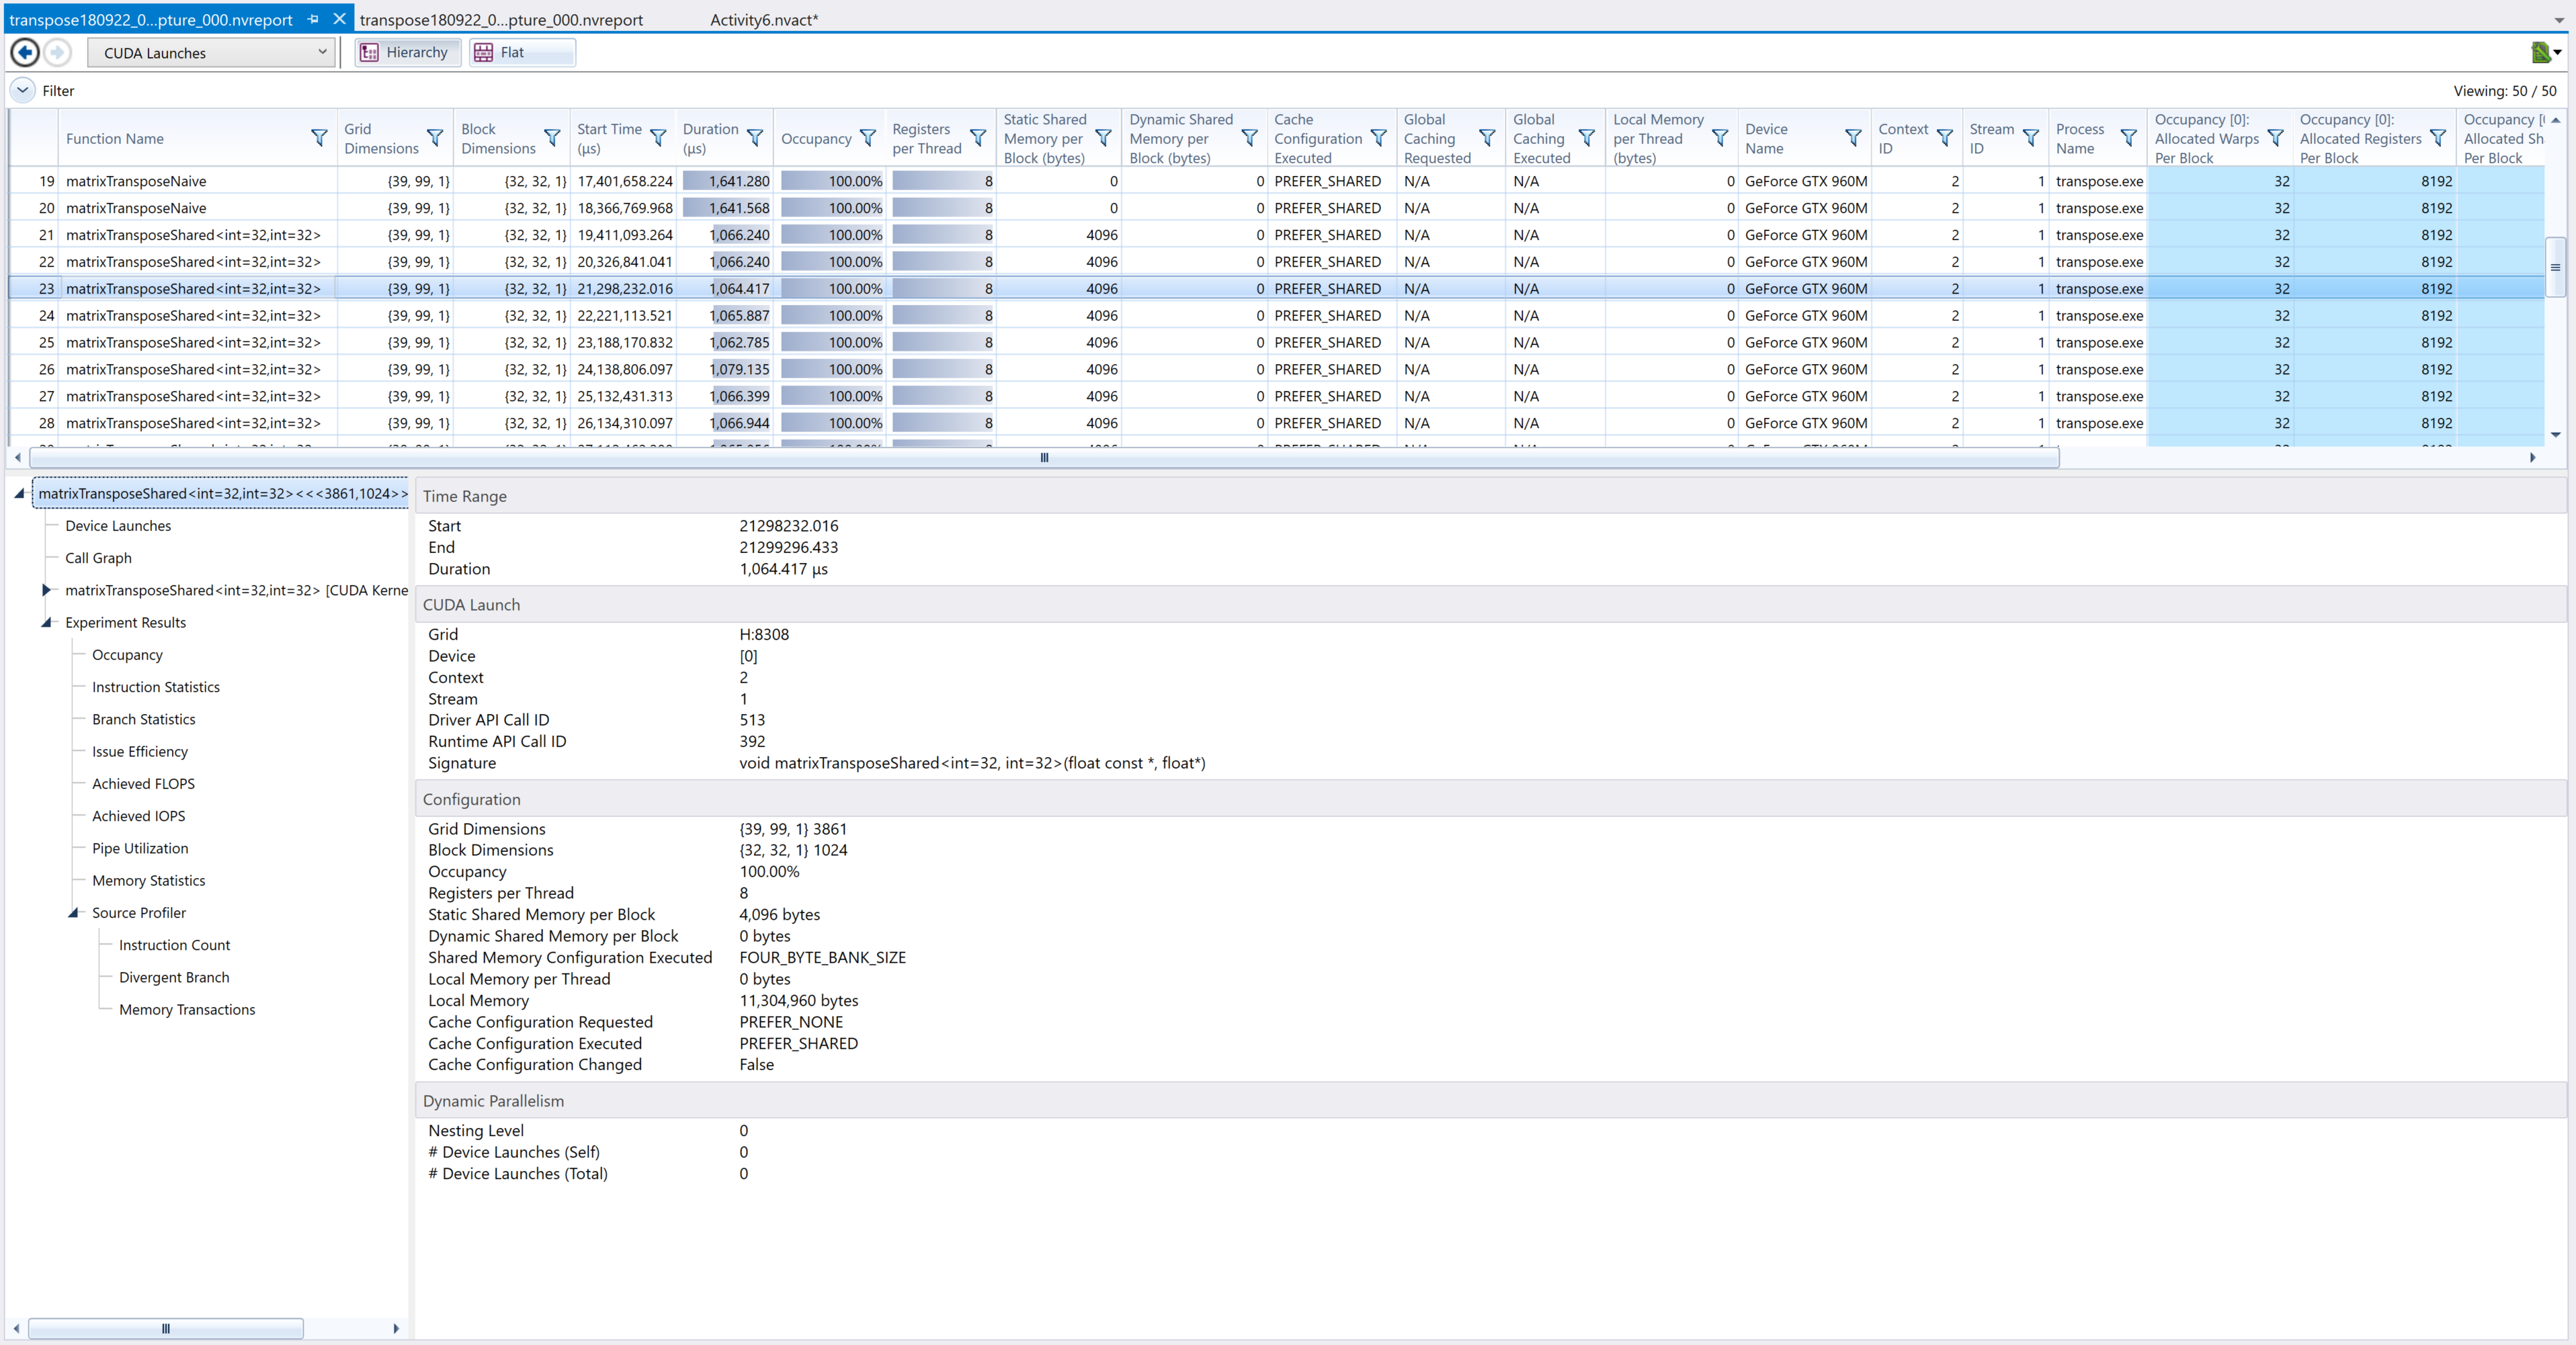 transpose180922_0...pture_000.nvreport transpose180922_0...pture_000.nvreport Activity6.nvact*
CUDA Launches Hierarchy Flat
Filter Viewing: 50 / 50
Function Name Grid Dimensions Block Dimensions Start Time (µs) Duration (µs) Occupancy Registers per Thread Static Shared Memory per Block (bytes) Dynamic Shared Memory per Block (bytes) Cache Configuration Executed Global Caching Requested Global Caching Executed Local Memory per Thread (bytes) Device Name Context ID Stream ID Process Name Occupancy [0]: Allocated Warps Per Block Occupancy [0]: Allocated Registers Per Block Occupancy [ Allocated Sh Per Block
19 matrixTransposeNaive {39, 99, 1} {32, 32, 1} 17,401,658.224 1,641.280 100.00% 8 0 0 PREFER_SHARED N/A N/A 0 GeForce GTX 960M 2 1 transpose.exe 32 8192
20 matrixTransposeNaive {39, 99, 1} {32, 32, 1} 18,366,769.968 1,641.568 100.00% 8 0 0 PREFER_SHARED N/A N/A 0 GeForce GTX 960M 2 1 transpose.exe 32 8192
21 matrixTransposeShared<int=32,int=32> {39, 99, 1} {32, 32, 1} 19,411,093.264 1,066.240 100.00% 8 4096 0 PREFER_SHARED N/A N/A 0 GeForce GTX 960M 2 1 transpose.exe 32 8192
22 matrixTransposeShared<int=32,int=32> {39, 99, 1} {32, 32, 1} 20,326,841.041 1,066.240 100.00% 8 4096 0 PREFER_SHARED N/A N/A 0 GeForce GTX 960M 2 1 transpose.exe 32 8192
23 matrixTransposeShared<int=32,int=32> {39, 99, 1} {32, 32, 1} 21,298,232.016 1,064.417 100.00% 8 4096 0 PREFER_SHARED N/A N/A 0 GeForce GTX 960M 2 1 transpose.exe 32 8192
24 matrixTransposeShared<int=32,int=32> {39, 99, 1} {32, 32, 1} 22,221,113.521 1,065.887 100.00% 8 4096 0 PREFER_SHARED N/A N/A 0 GeForce GTX 960M 2 1 transpose.exe 32 8192
25 matrixTransposeShared<int=32,int=32> {39, 99, 1} {32, 32, 1} 23,188,170.832 1,062.785 100.00% 8 4096 0 PREFER_SHARED N/A N/A 0 GeForce GTX 960M 2 1 transpose.exe 32 8192
26 matrixTransposeShared<int=32,int=32> {39, 99, 1} {32, 32, 1} 24,138,806.097 1,079.135 100.00% 8 4096 0 PREFER_SHARED N/A N/A 0 GeForce GTX 960M 2 1 transpose.exe 32 8192
27 matrixTransposeShared<int=32,int=32> {39, 99, 1} {32, 32, 1} 25,132,431.313 1,066.399 100.00% 8 4096 0 PREFER_SHARED N/A N/A 0 GeForce GTX 960M 2 1 transpose.exe 32 8192
28 matrixTransposeShared<int=32,int=32> {39, 99, 1} {32, 32, 1} 26,134,310.097 1,066.944 100.00% 8 4096 0 PREFER_SHARED N/A N/A 0 GeForce GTX 960M 2 1 transpose.exe 32 8192
matrixTransposeShared<int=32,int=32><<<3861,1024>>
Device Launches
Call Graph
matrixTransposeShared<int=32,int=32> [CUDA Kerne
Experiment Results
Occupancy
Instruction Statistics
Branch Statistics
Issue Efficiency
Achieved FLOPS
Achieved IOPS
Pipe Utilization
Memory Statistics
Source Profiler
Instruction Count
Divergent Branch
Memory Transactions
Time Range
Start 21298232.016
End 21299296.433
Duration 1,064.417 µs
CUDA Launch
Grid H:8308
Device [0]
Context 2
Stream 1
Driver API Call ID 513
Runtime API Call ID 392
Signature void matrixTransposeShared<int=32, int=32>(float const *, float*)
Configuration
Grid Dimensions {39, 99, 1} 3861
Block Dimensions {32, 32, 1} 1024
Occupancy 100.00%
Registers per Thread 8
Static Shared Memory per Block 4,096 bytes
Dynamic Shared Memory per Block 0 bytes
Shared Memory Configuration Executed FOUR_BYTE_BANK_SIZE
Local Memory per Thread 0 bytes
Local Memory 11,304,960 bytes
Cache Configuration Requested PREFER_NONE
Cache Configuration Executed PREFER_SHARED
Cache Configuration Changed False
Dynamic Parallelism
Nesting Level 0
# Device Launches (Self) 0
# Device Launches (Total) 0